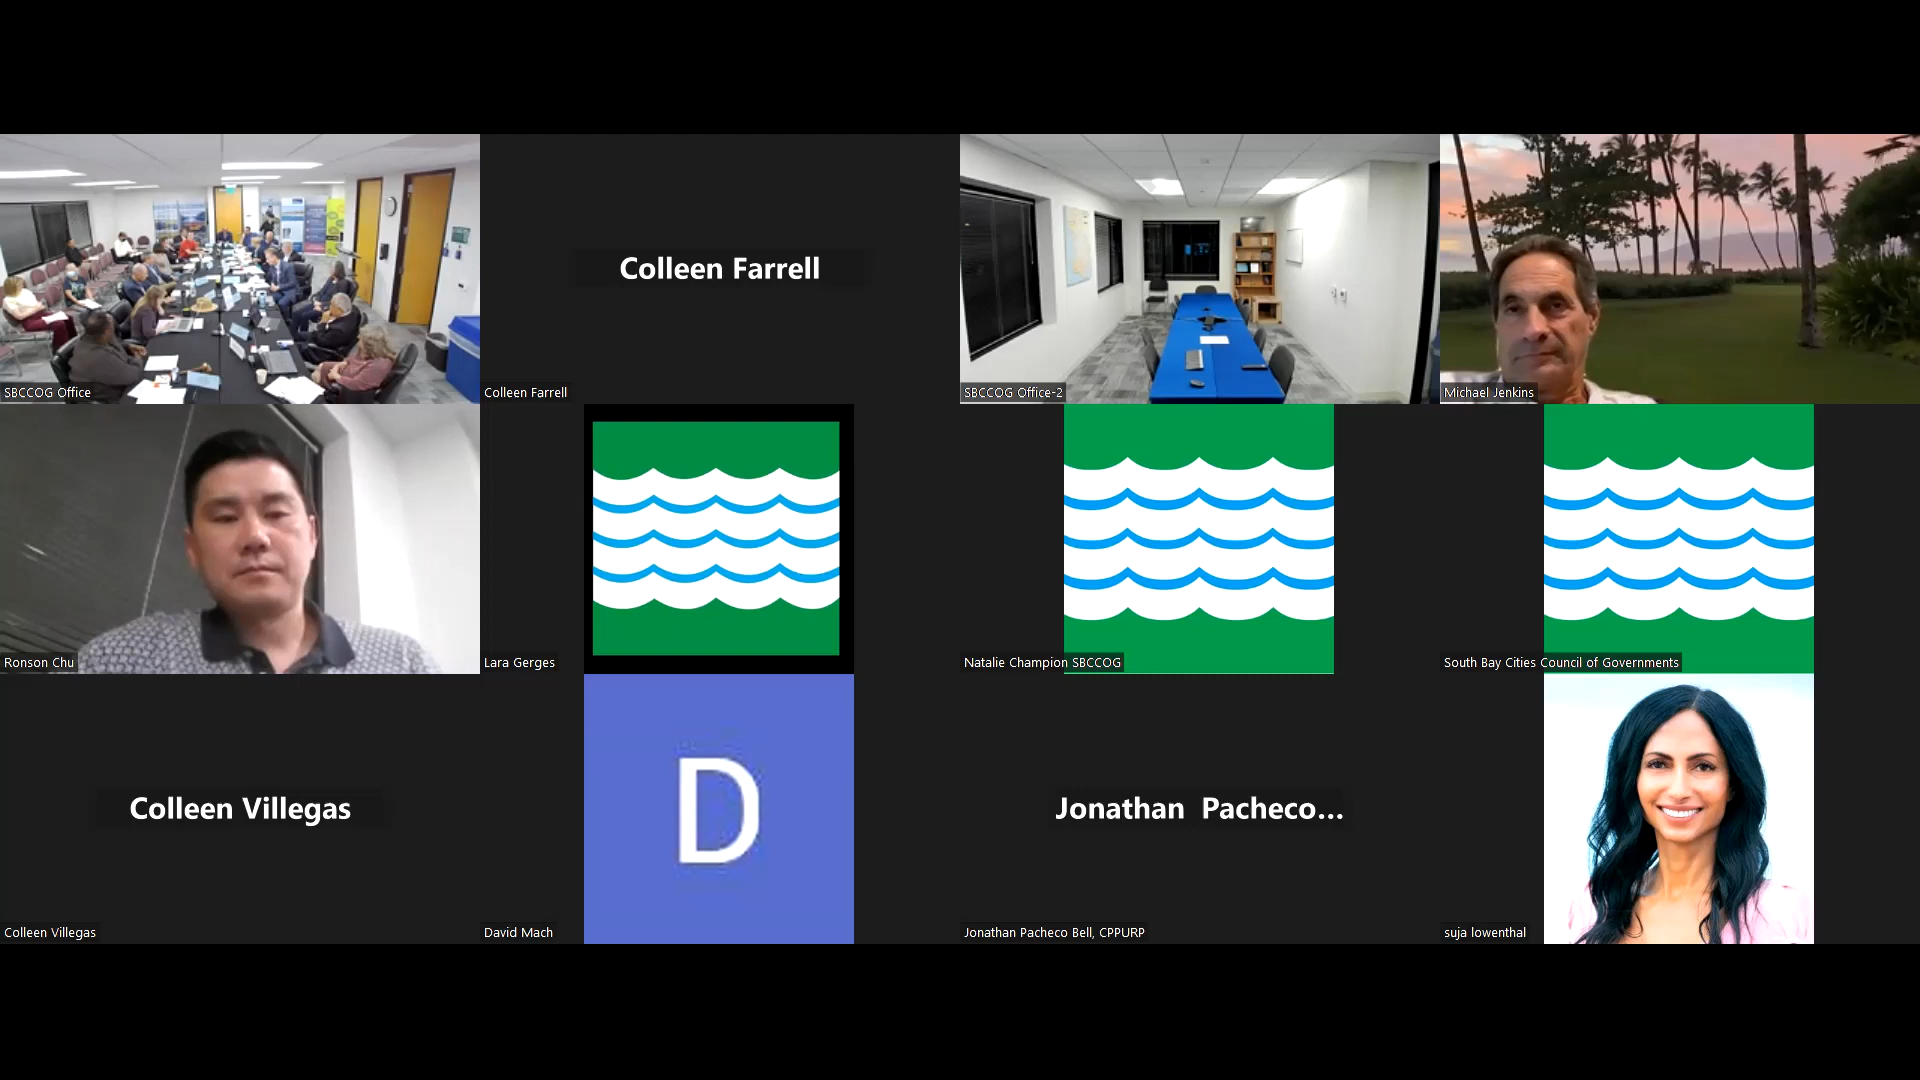 SBCCOG Office
Colleen Farrell
Colleen Farrell
SBCCOG Office-2
Michael Jenkins
Ronson Chu
Lara Gerges
Natalie Champion SBCCOG
South Bay Cities Council of Governments
Colleen Villegas
Colleen Villegas
D
David Mach
Jonathan Pacheco...
Jonathan Pacheco Bell, CPPURP
suja lowenthal